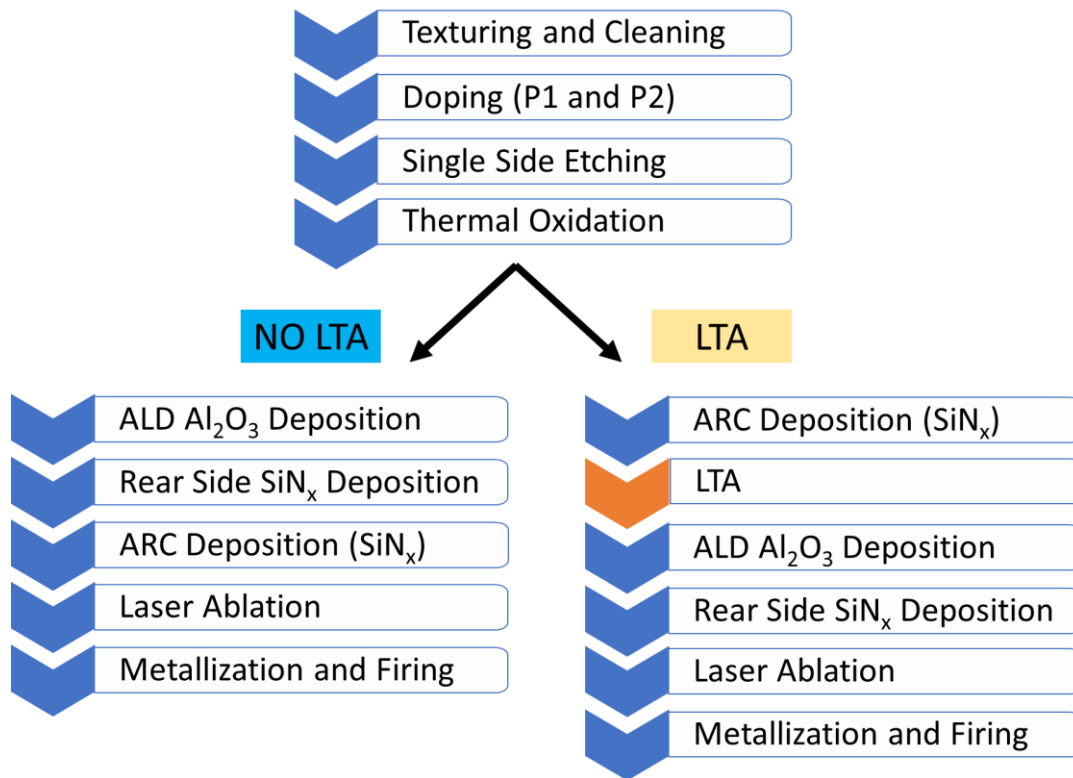 Texturing and Cleaning
Doping (P1 and P2)
Single Side Etching
Thermal Oxidation
NO LTA
LTA
ALD Al₂O₃ Deposition
Rear Side SiNₓ Deposition
ARC Deposition (SiNₓ)
Laser Ablation
Metallization and Firing
ARC Deposition (SiNₓ)
LTA
ALD Al₂O₃ Deposition
Rear Side SiNₓ Deposition
Laser Ablation
Metallization and Firing